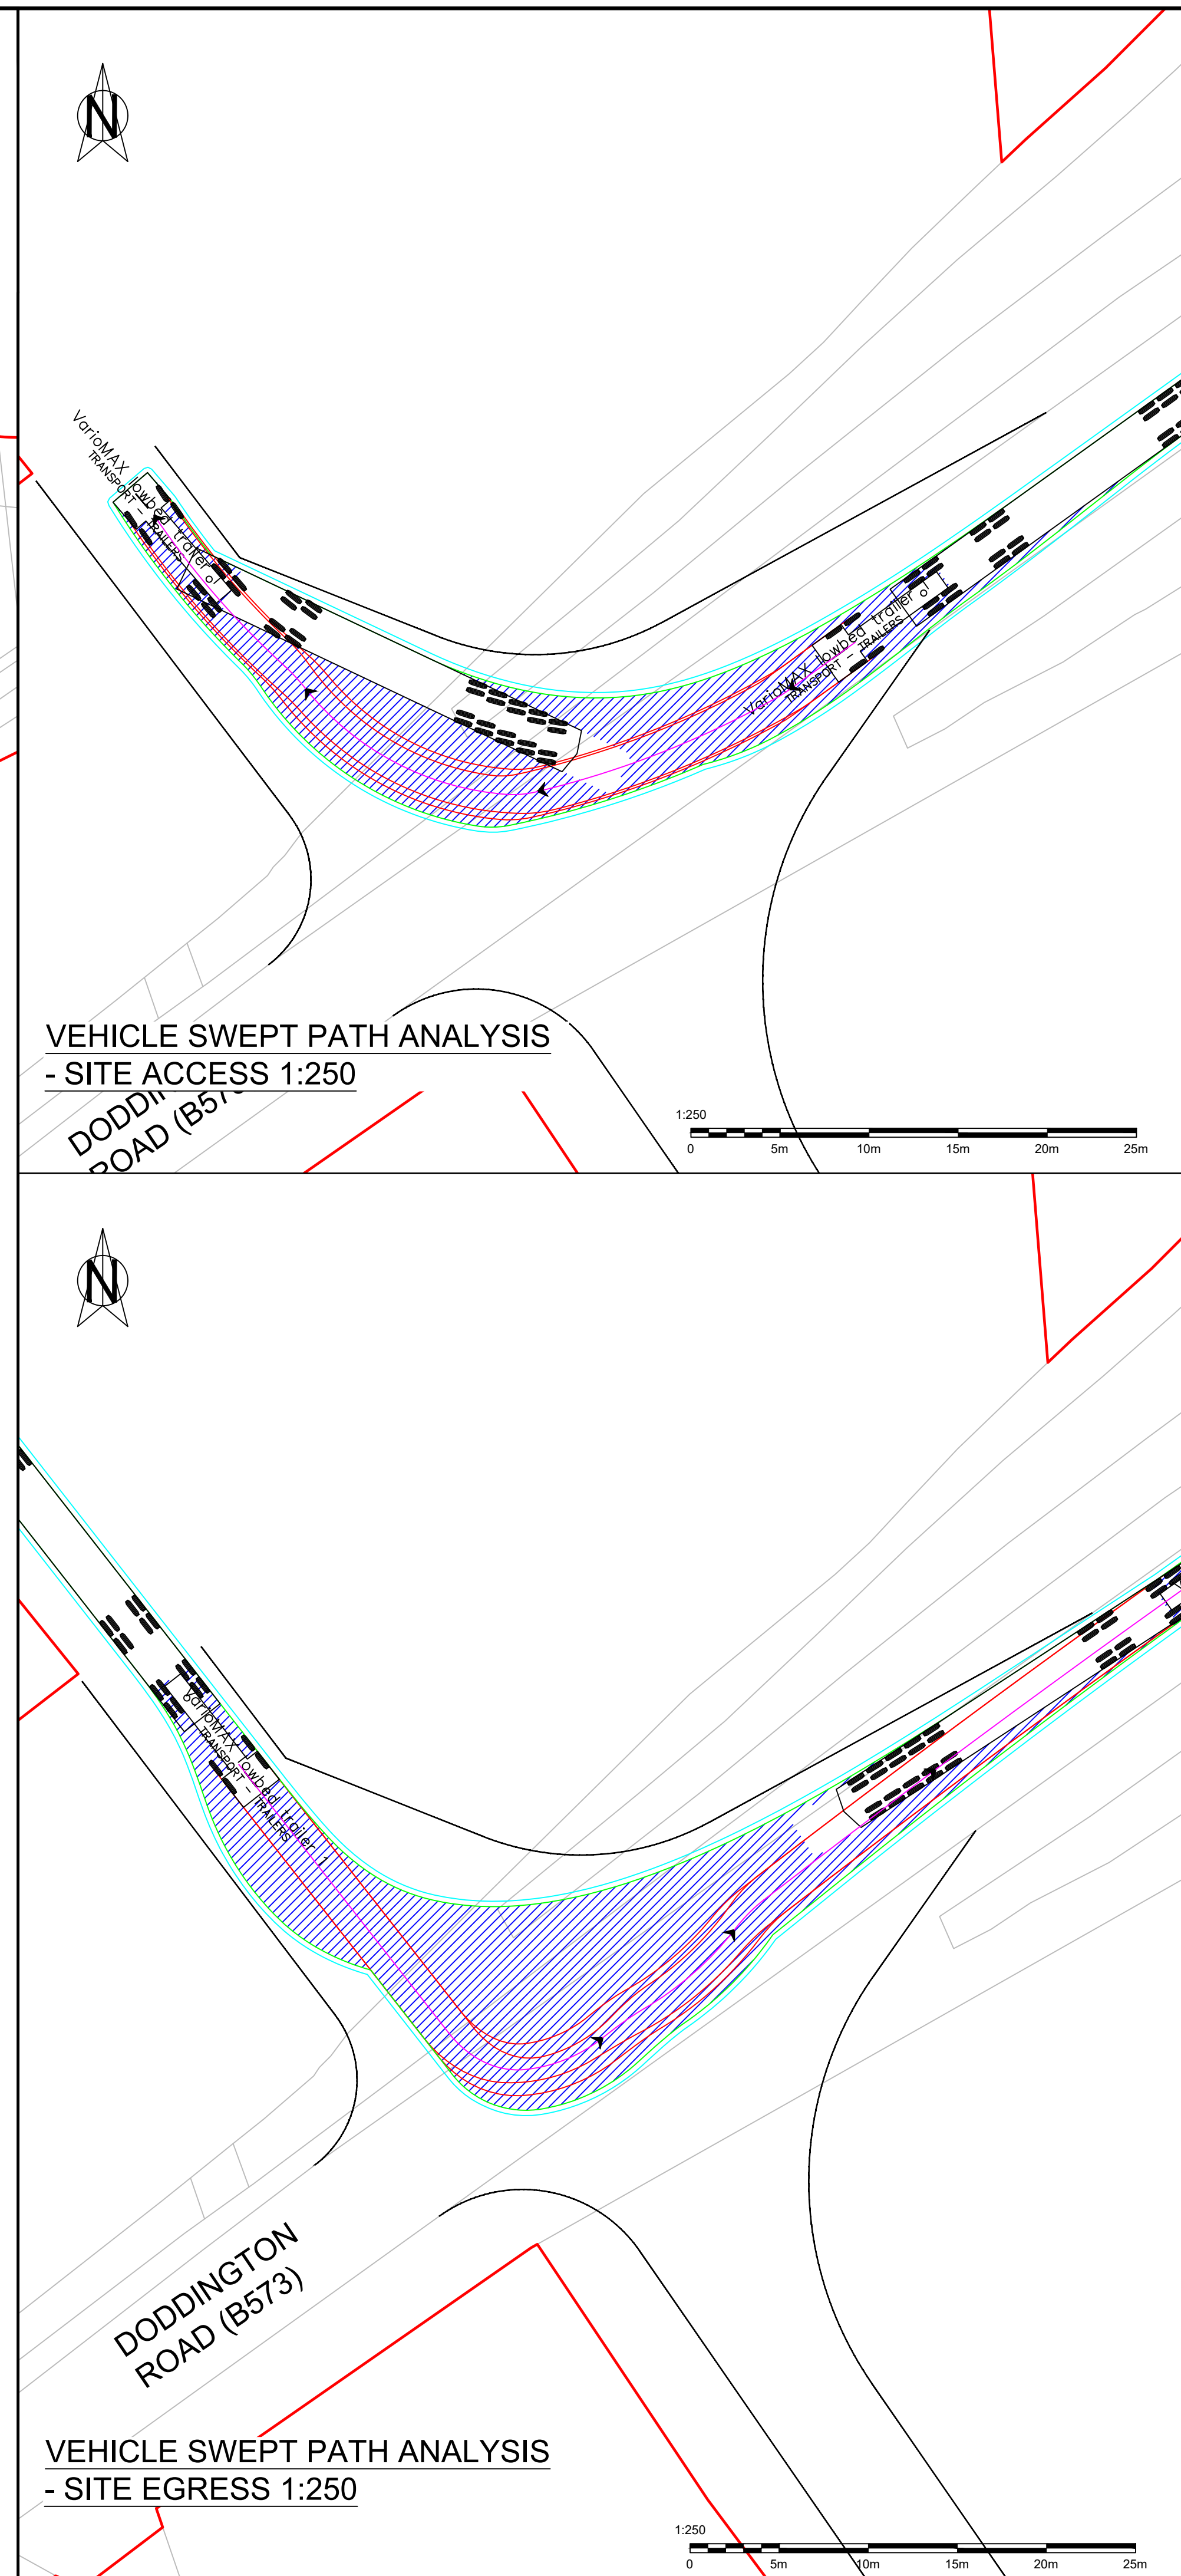 N
VarioMAX lowbed trailer
TRANSPORT - TRAILERS
VarioMAX lowbed trailer
TRANSPORT - TRAILERS
VEHICLE SWEPT PATH ANALYSIS
- SITE ACCESS 1:250
ROAD
1:250
0 5m 10m 15m 20m 25m
N
VarioMAX lowbed trailer 1
TRANSPORT - TRAILERS
DODDINGTON
ROAD (B573)
VEHICLE SWEPT PATH ANALYSIS
- SITE EGRESS 1:250
1:250
0 5m 10m 15m 20m 25m